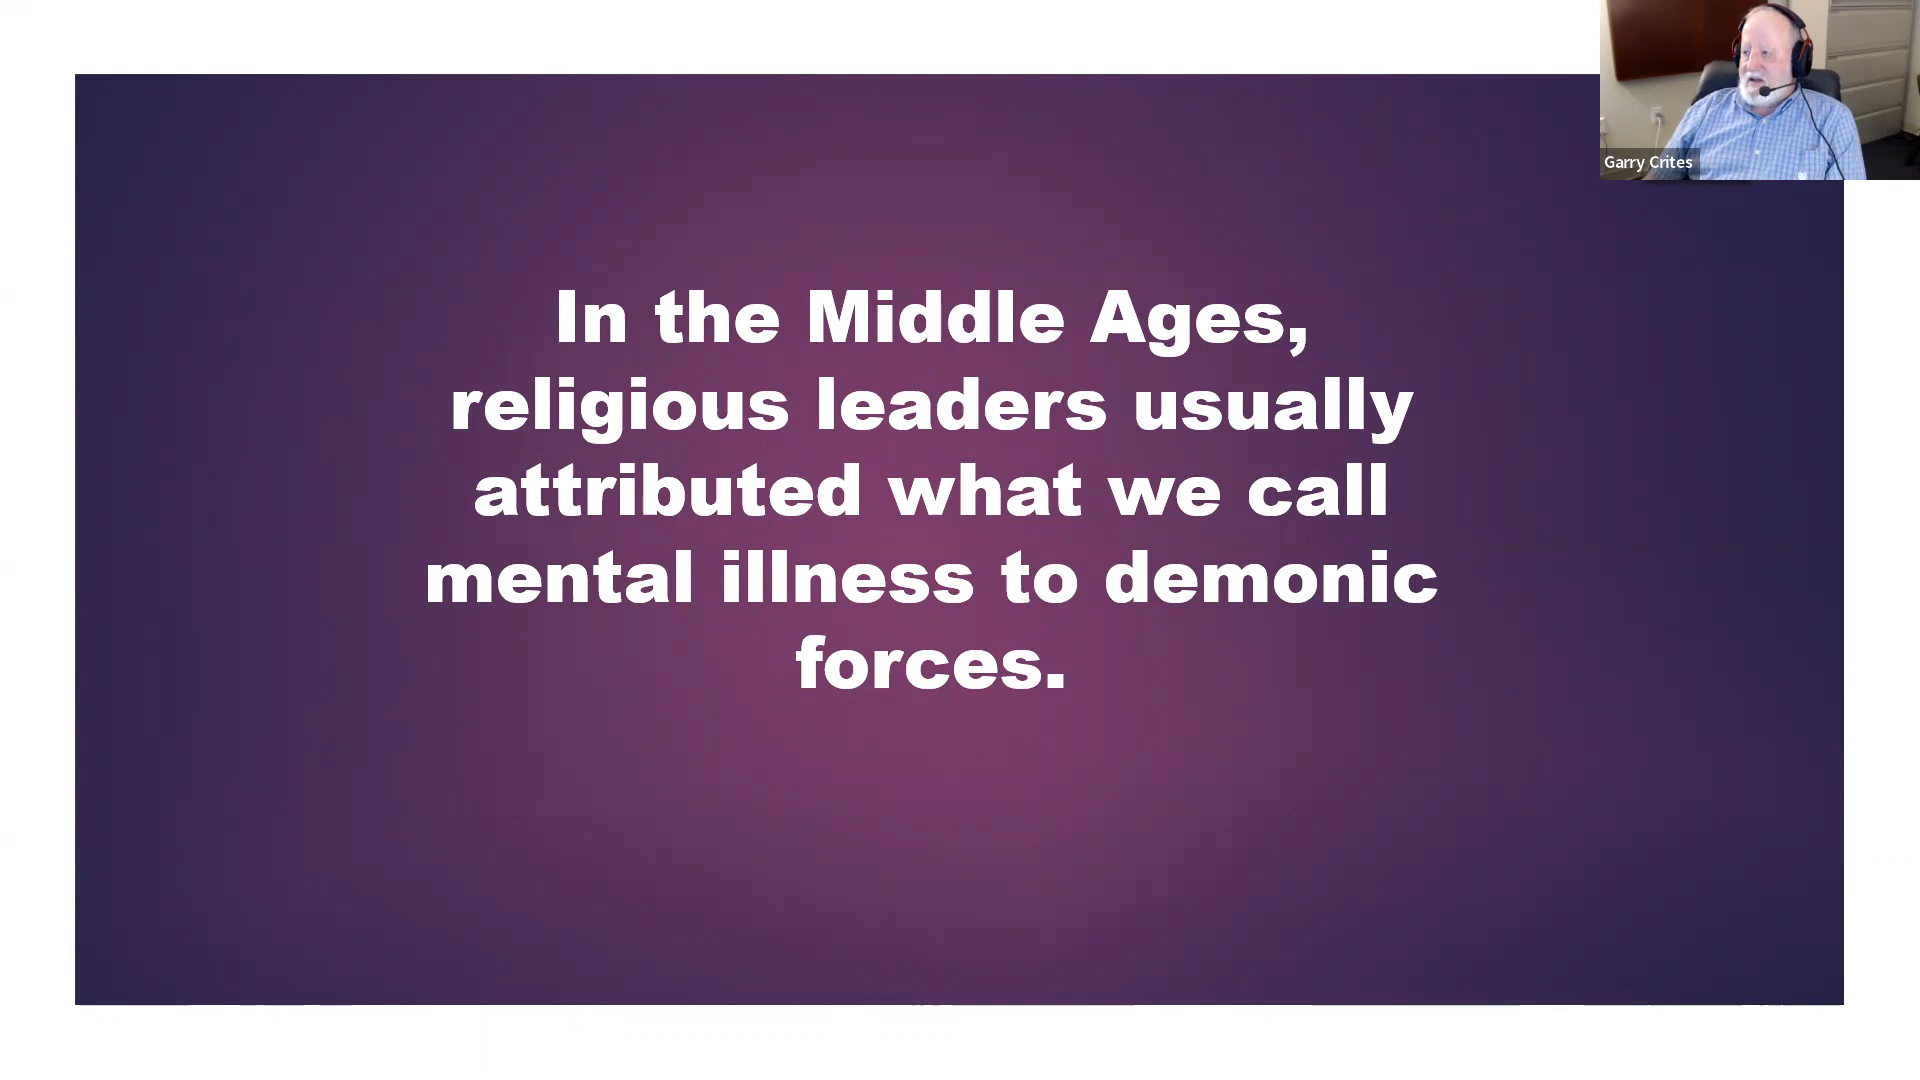 Garry Crites
In the Middle Ages,
religious leaders usually
attributed what we call
mental illness to demonic
forces.